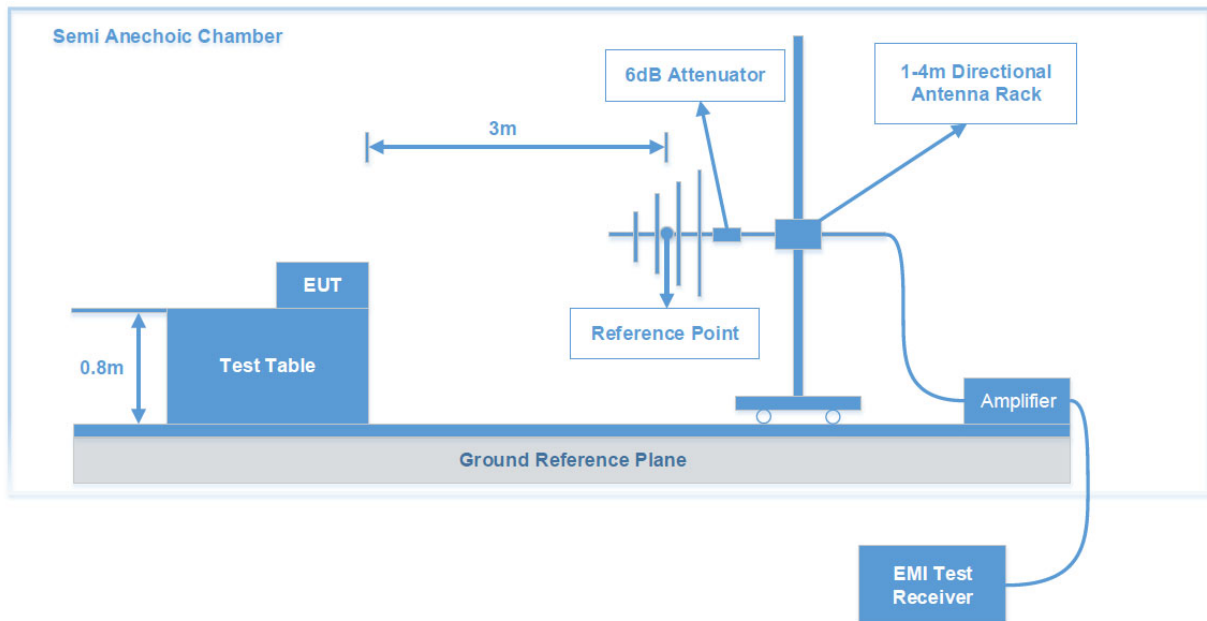 Semi Anechoic Chamber
6dB Attenuator
1-4m Directional
Antenna Rack
3m
EUT
Reference Point
0.8m
Test Table
Amplifier
Ground Reference Plane
EMI Test
Receiver